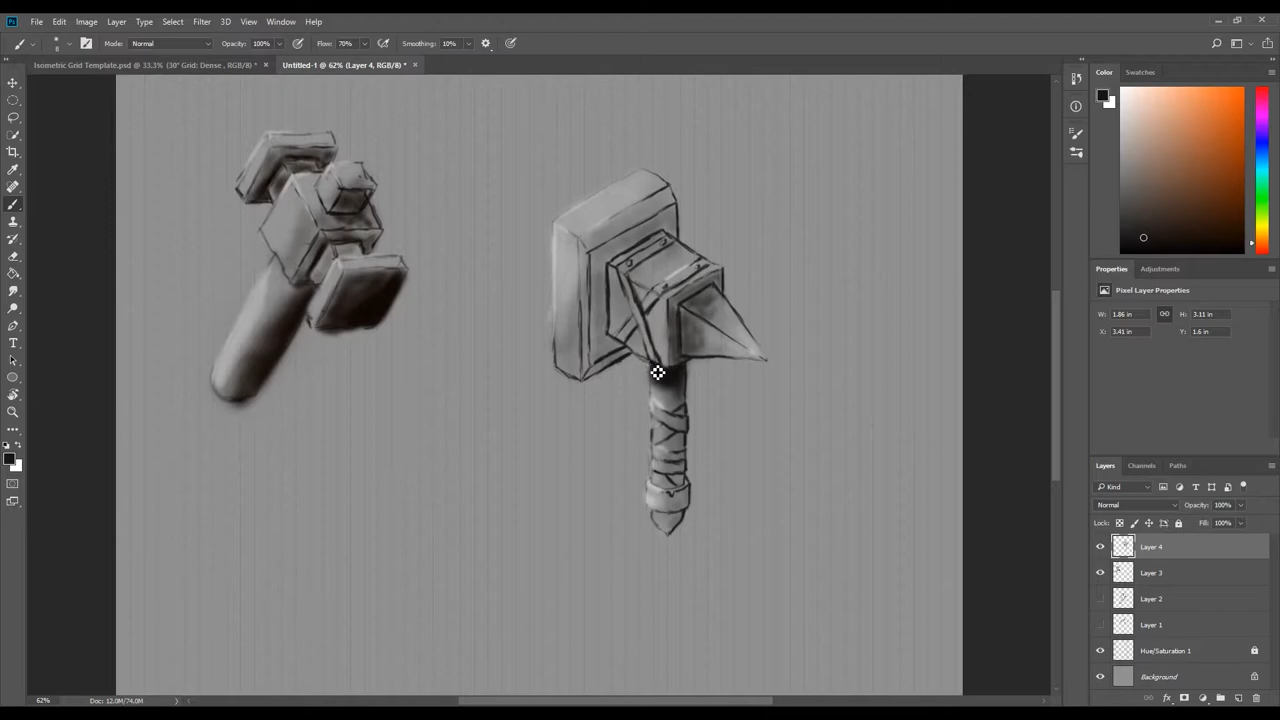 Ps File Edit Image Layer Type Select Filter 3D View Window Help
8 Mode: Normal Opacity: 100% Flow: 70% Smoothing: 10%
Isometric Grid Template.psd @ 33.3% (30° Grid: Dense , RGB/8) * × Untitled-1 @ 62% (Layer 4, RGB/8) * ×
Color Swatches
Properties Adjustments
Pixel Layer Properties
W: 1.86 in H: 3.11 in
X: 3.41 in Y: 1.6 in
Layers Channels Paths
Kind
Normal Opacity: 100%
Lock: Fill: 100%
Layer 4
Layer 3
Layer 2
Layer 1
Hue/Saturation 1
Background
62% Doc: 12.0M/74.0M